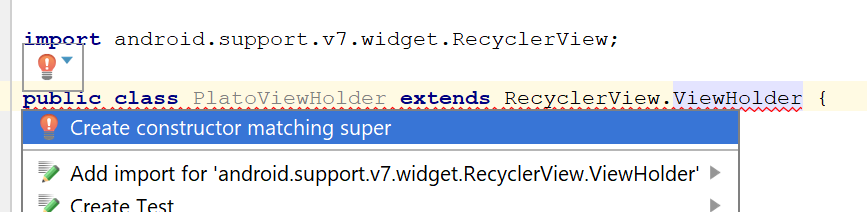 import android.support.v7.widget.RecyclerView;
public class PlatoViewHolder extends RecyclerView.ViewHolder {
Create constructor matching super
Add import for 'android.support.v7.widget.RecyclerView.ViewHolder'
Create Test